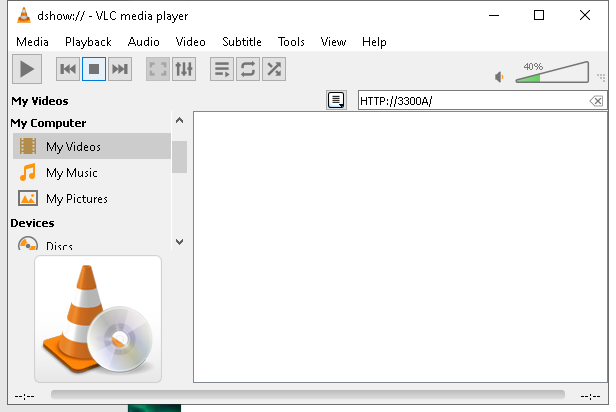 dshow:// - VLC media player
Media Playback Audio Video Subtitle Tools View Help
40%
My Videos
HTTP://3300A/
My Computer
My Videos
My Music
My Pictures
Devices
Discs
--:-- --:--